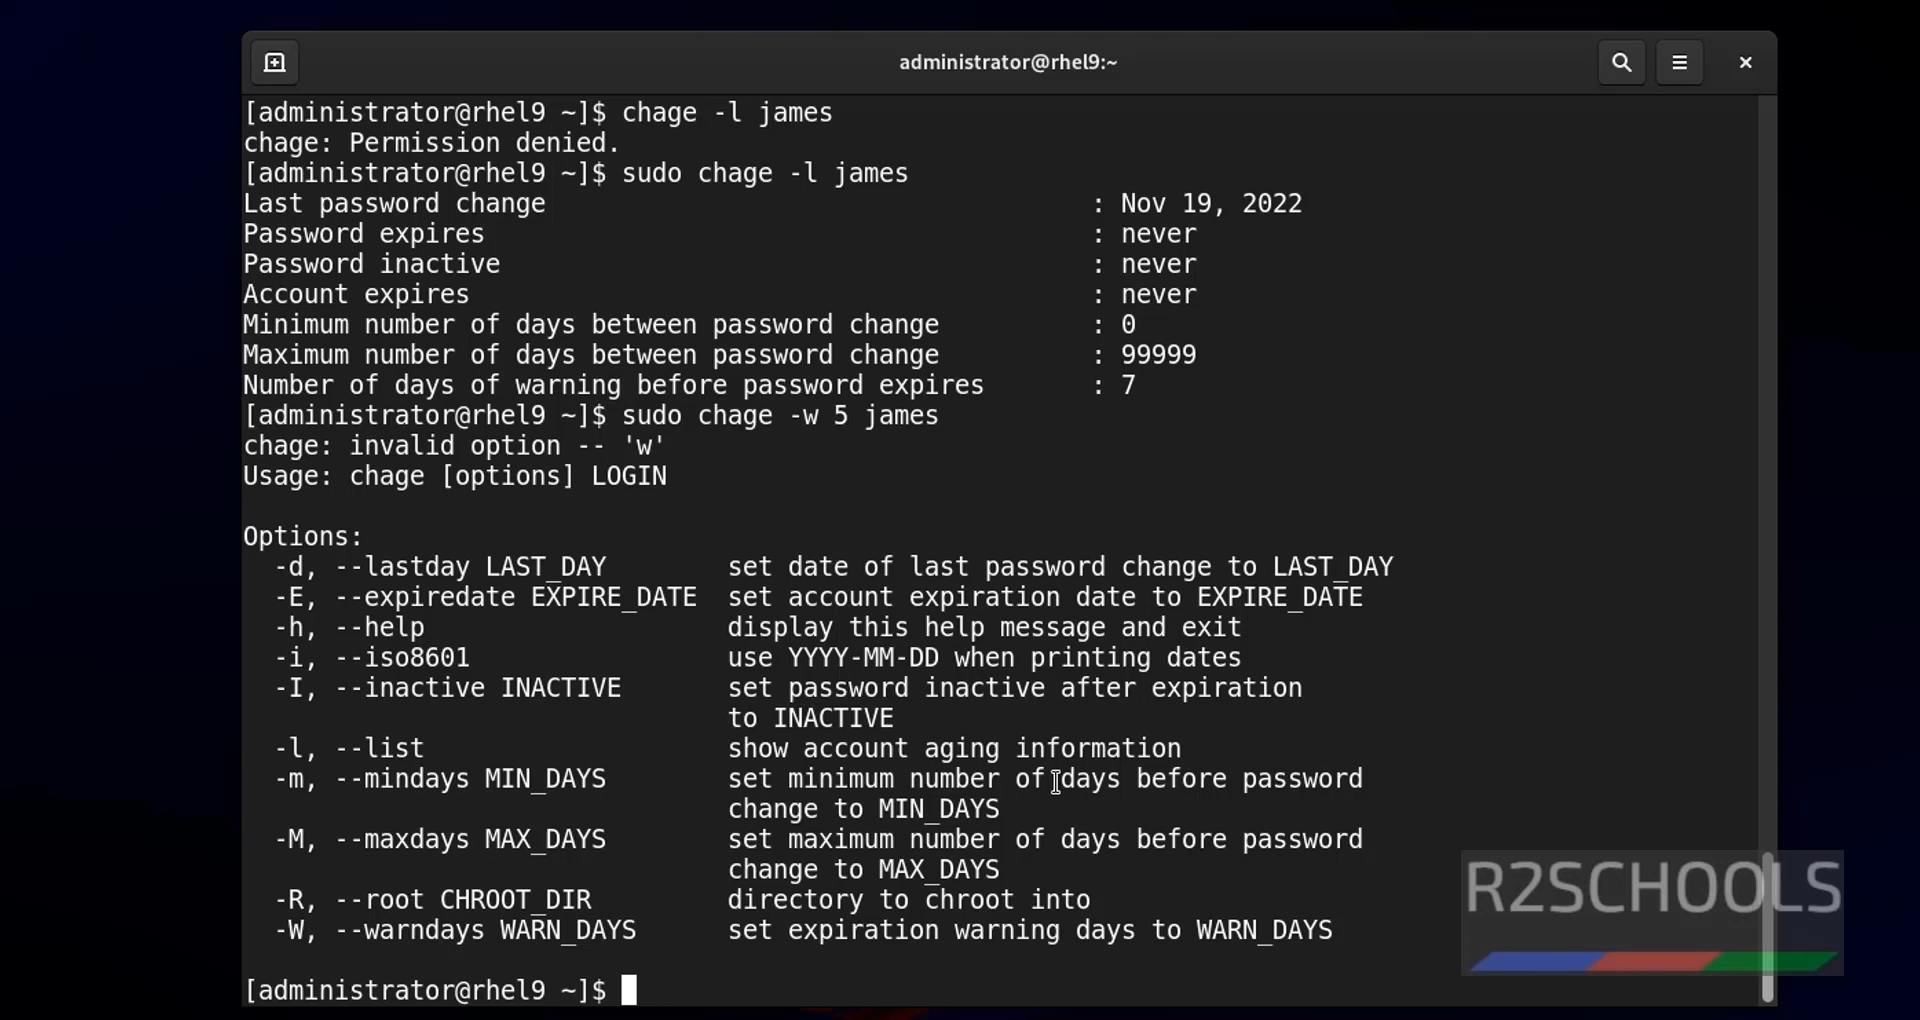 administrator@rhel9:~
[administrator@rhel9 ~]$ chage -l james
chage: Permission denied.
[administrator@rhel9 ~]$ sudo chage -l james
Last password change : Nov 19, 2022
Password expires : never
Password inactive : never
Account expires : never
Minimum number of days between password change : 0
Maximum number of days between password change : 99999
Number of days of warning before password expires : 7
[administrator@rhel9 ~]$ sudo chage -w 5 james
chage: invalid option -- 'w'
Usage: chage [options] LOGIN
Options:
-d, --lastday LAST_DAY set date of last password change to LAST_DAY
-E, --expiredate EXPIRE_DATE set account expiration date to EXPIRE_DATE
-h, --help display this help message and exit
-i, --iso8601 use YYYY-MM-DD when printing dates
-I, --inactive INACTIVE set password inactive after expiration
to INACTIVE
-l, --list show account aging information
-m, --mindays MIN_DAYS set minimum number of days before password
change to MIN_DAYS
-M, --maxdays MAX_DAYS set maximum number of days before password
change to MAX_DAYS
-R, --root CHROOT_DIR directory to chroot into
-W, --warndays WARN_DAYS set expiration warning days to WARN_DAYS
[administrator@rhel9 ~]$
R2SCHOOLS